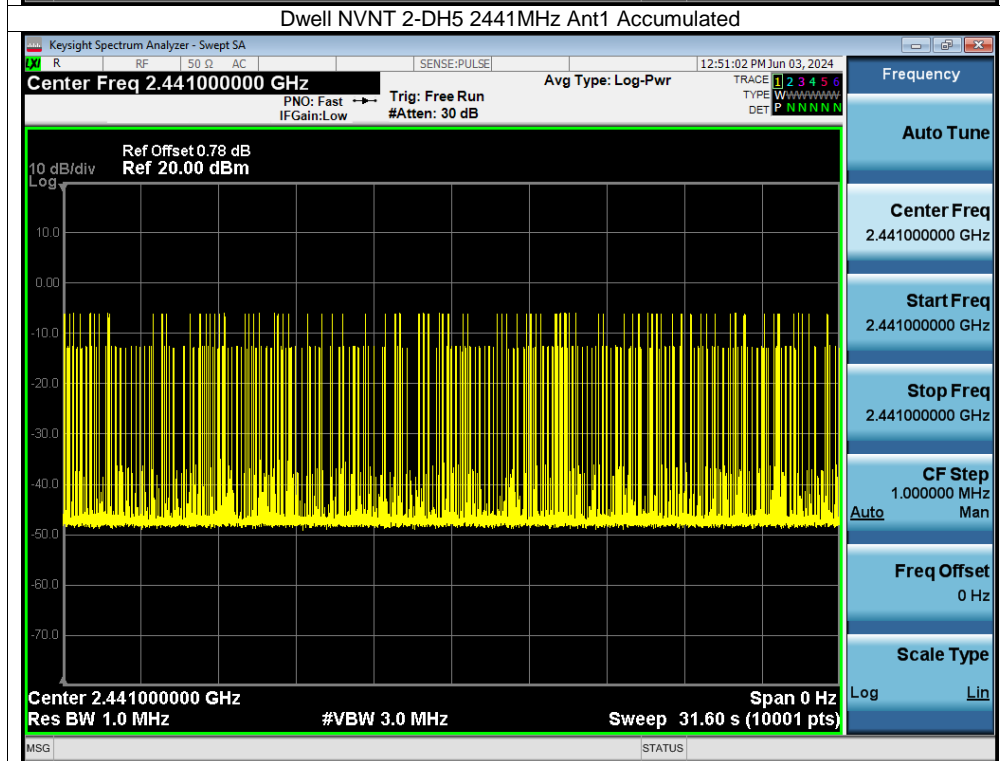 Dwell NVNT 2-DH5 2441MHz Ant1 Accumulated
Keysight Spectrum Analyzer - Swept SA
LXI R RF 50 Ω AC SENSE:PULSE 12:51:02 PM Jun 03, 2024
Center Freq 2.441000000 GHz Avg Type: Log-Pwr TRACE 1 2 3 4 5 6
PNO: Fast Trig: Free Run TYPE WWWWWW
IFGain:Low #Atten: 30 dB DET P N N N N N
Ref Offset 0.78 dB
10 dB/div Ref 20.00 dBm
Log
10.0
0.00
-10.0
-20.0
-30.0
-40.0
-50.0
-60.0
-70.0
Center 2.441000000 GHz Span 0 Hz
Res BW 1.0 MHz #VBW 3.0 MHz Sweep 31.60 s (10001 pts)
MSG STATUS
Frequency
Auto Tune
Center Freq
2.441000000 GHz
Start Freq
2.441000000 GHz
Stop Freq
2.441000000 GHz
CF Step
1.000000 MHz
Auto Man
Freq Offset
0 Hz
Scale Type
Log Lin